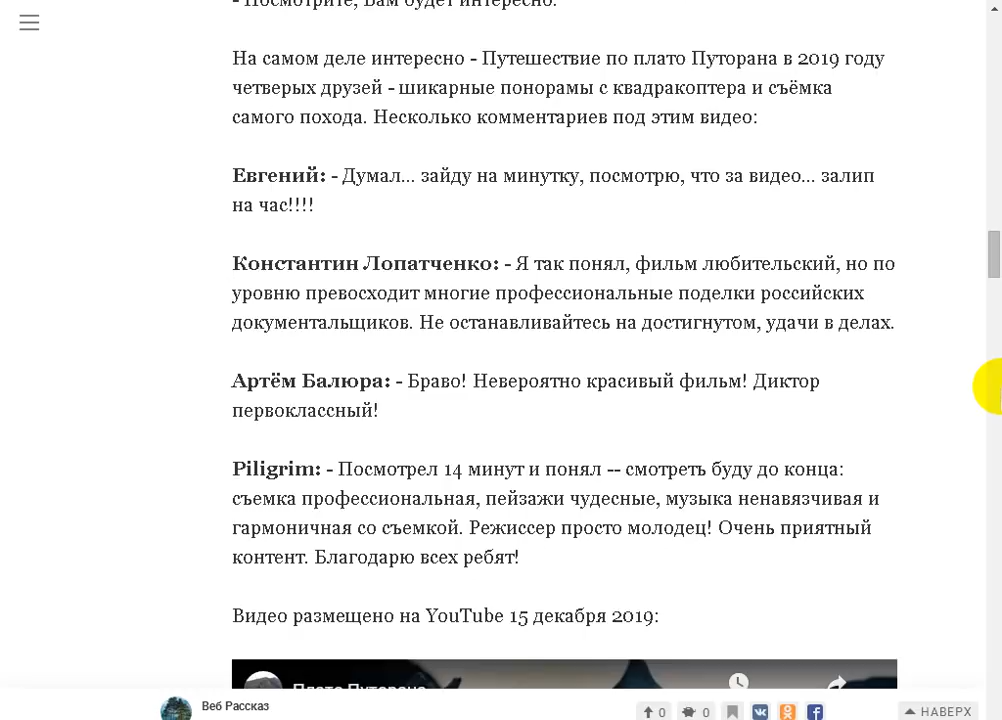 - Посмотрите, Вам будет интересно.
На самом деле интересно - Путешествие по плато Путорана в 2019 году
четверых друзей - шикарные понорамы с квадракоптера и съёмка
самого похода. Несколько комментариев под этим видео:
Евгений: - Думал... зайду на минутку, посмотрю, что за видео... залип
на час!!!!
Константин Лопатченко: - Я так понял, фильм любительский, но по
уровню превосходит многие профессиональные поделки российских
документальщиков. Не останавливайтесь на достигнутом, удачи в делах.
Артём Балюра: - Браво! Невероятно красивый фильм! Диктор
первоклассный!
Piligrim: - Посмотрел 14 минут и понял -- смотреть буду до конца:
съемка профессиональная, пейзажи чудесные, музыка ненавязчивая и
гармоничная со съемкой. Режиссер просто молодец! Очень приятный
контент. Благодарю всех ребят!
Видео размещено на YouTube 15 декабря 2019:
Плато Путорана
Веб Рассказ
0 0 НАВЕРХ